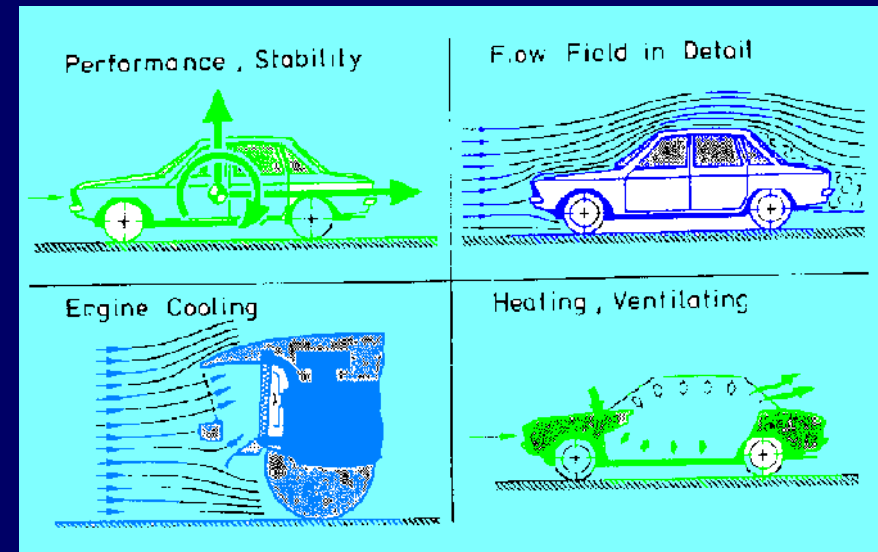 Performance, Stability
Flow Field in Detail
Engine Cooling
Heating, Ventilating